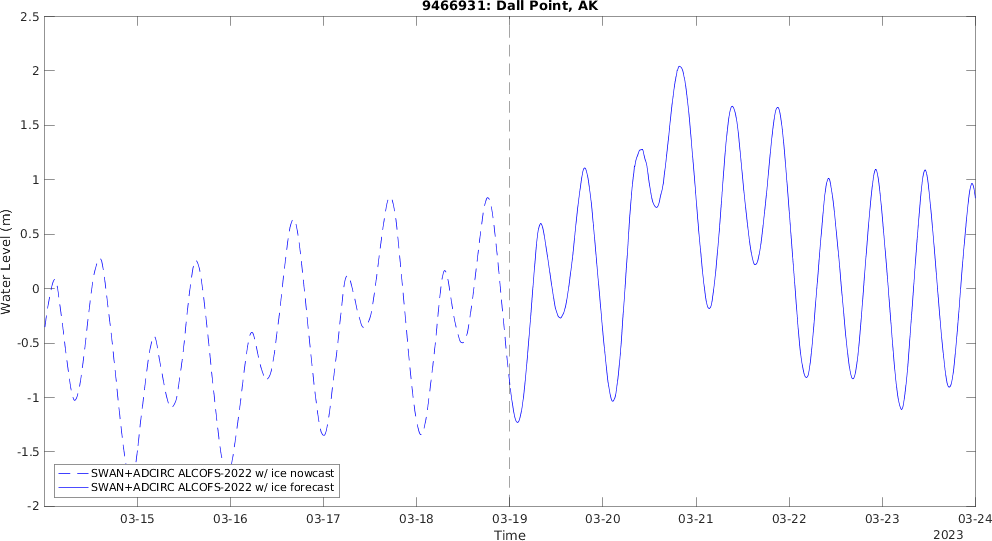 9466931: Dall Point, AK
Water Level (m)
2.5
2
1.5
1
0.5
0
-0.5
-1
-1.5
-2
SWAN+ADCIRC ALCOFS-2022 w/ ice nowcast
SWAN+ADCIRC ALCOFS-2022 w/ ice forecast
03-15 03-16 03-17 03-18 03-19 03-20 03-21 03-22 03-23 03-24
Time
2023